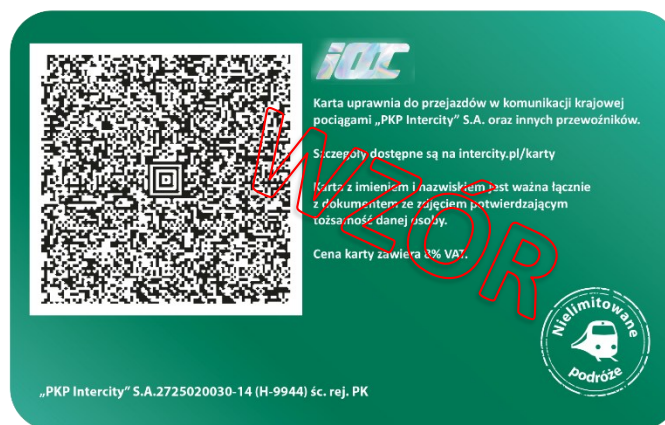 IC
Karta uprawnia do przejazdów w komunikacji krajowej
pociągami „PKP Intercity” S.A. oraz innych przewoźników.
Szczegóły dostępne są na intercity.pl/karty
Karta z imieniem i nazwiskiem jest ważna łącznie
z dokumentem ze zdjęciem potwierdzającym
tożsamość danej osoby.
Cena karty zawiera 8% VAT.
WZÓR
Nielimitowane
podróże
„PKP Intercity” S.A.2725020030-14 (H-9944) śc. rej. PK